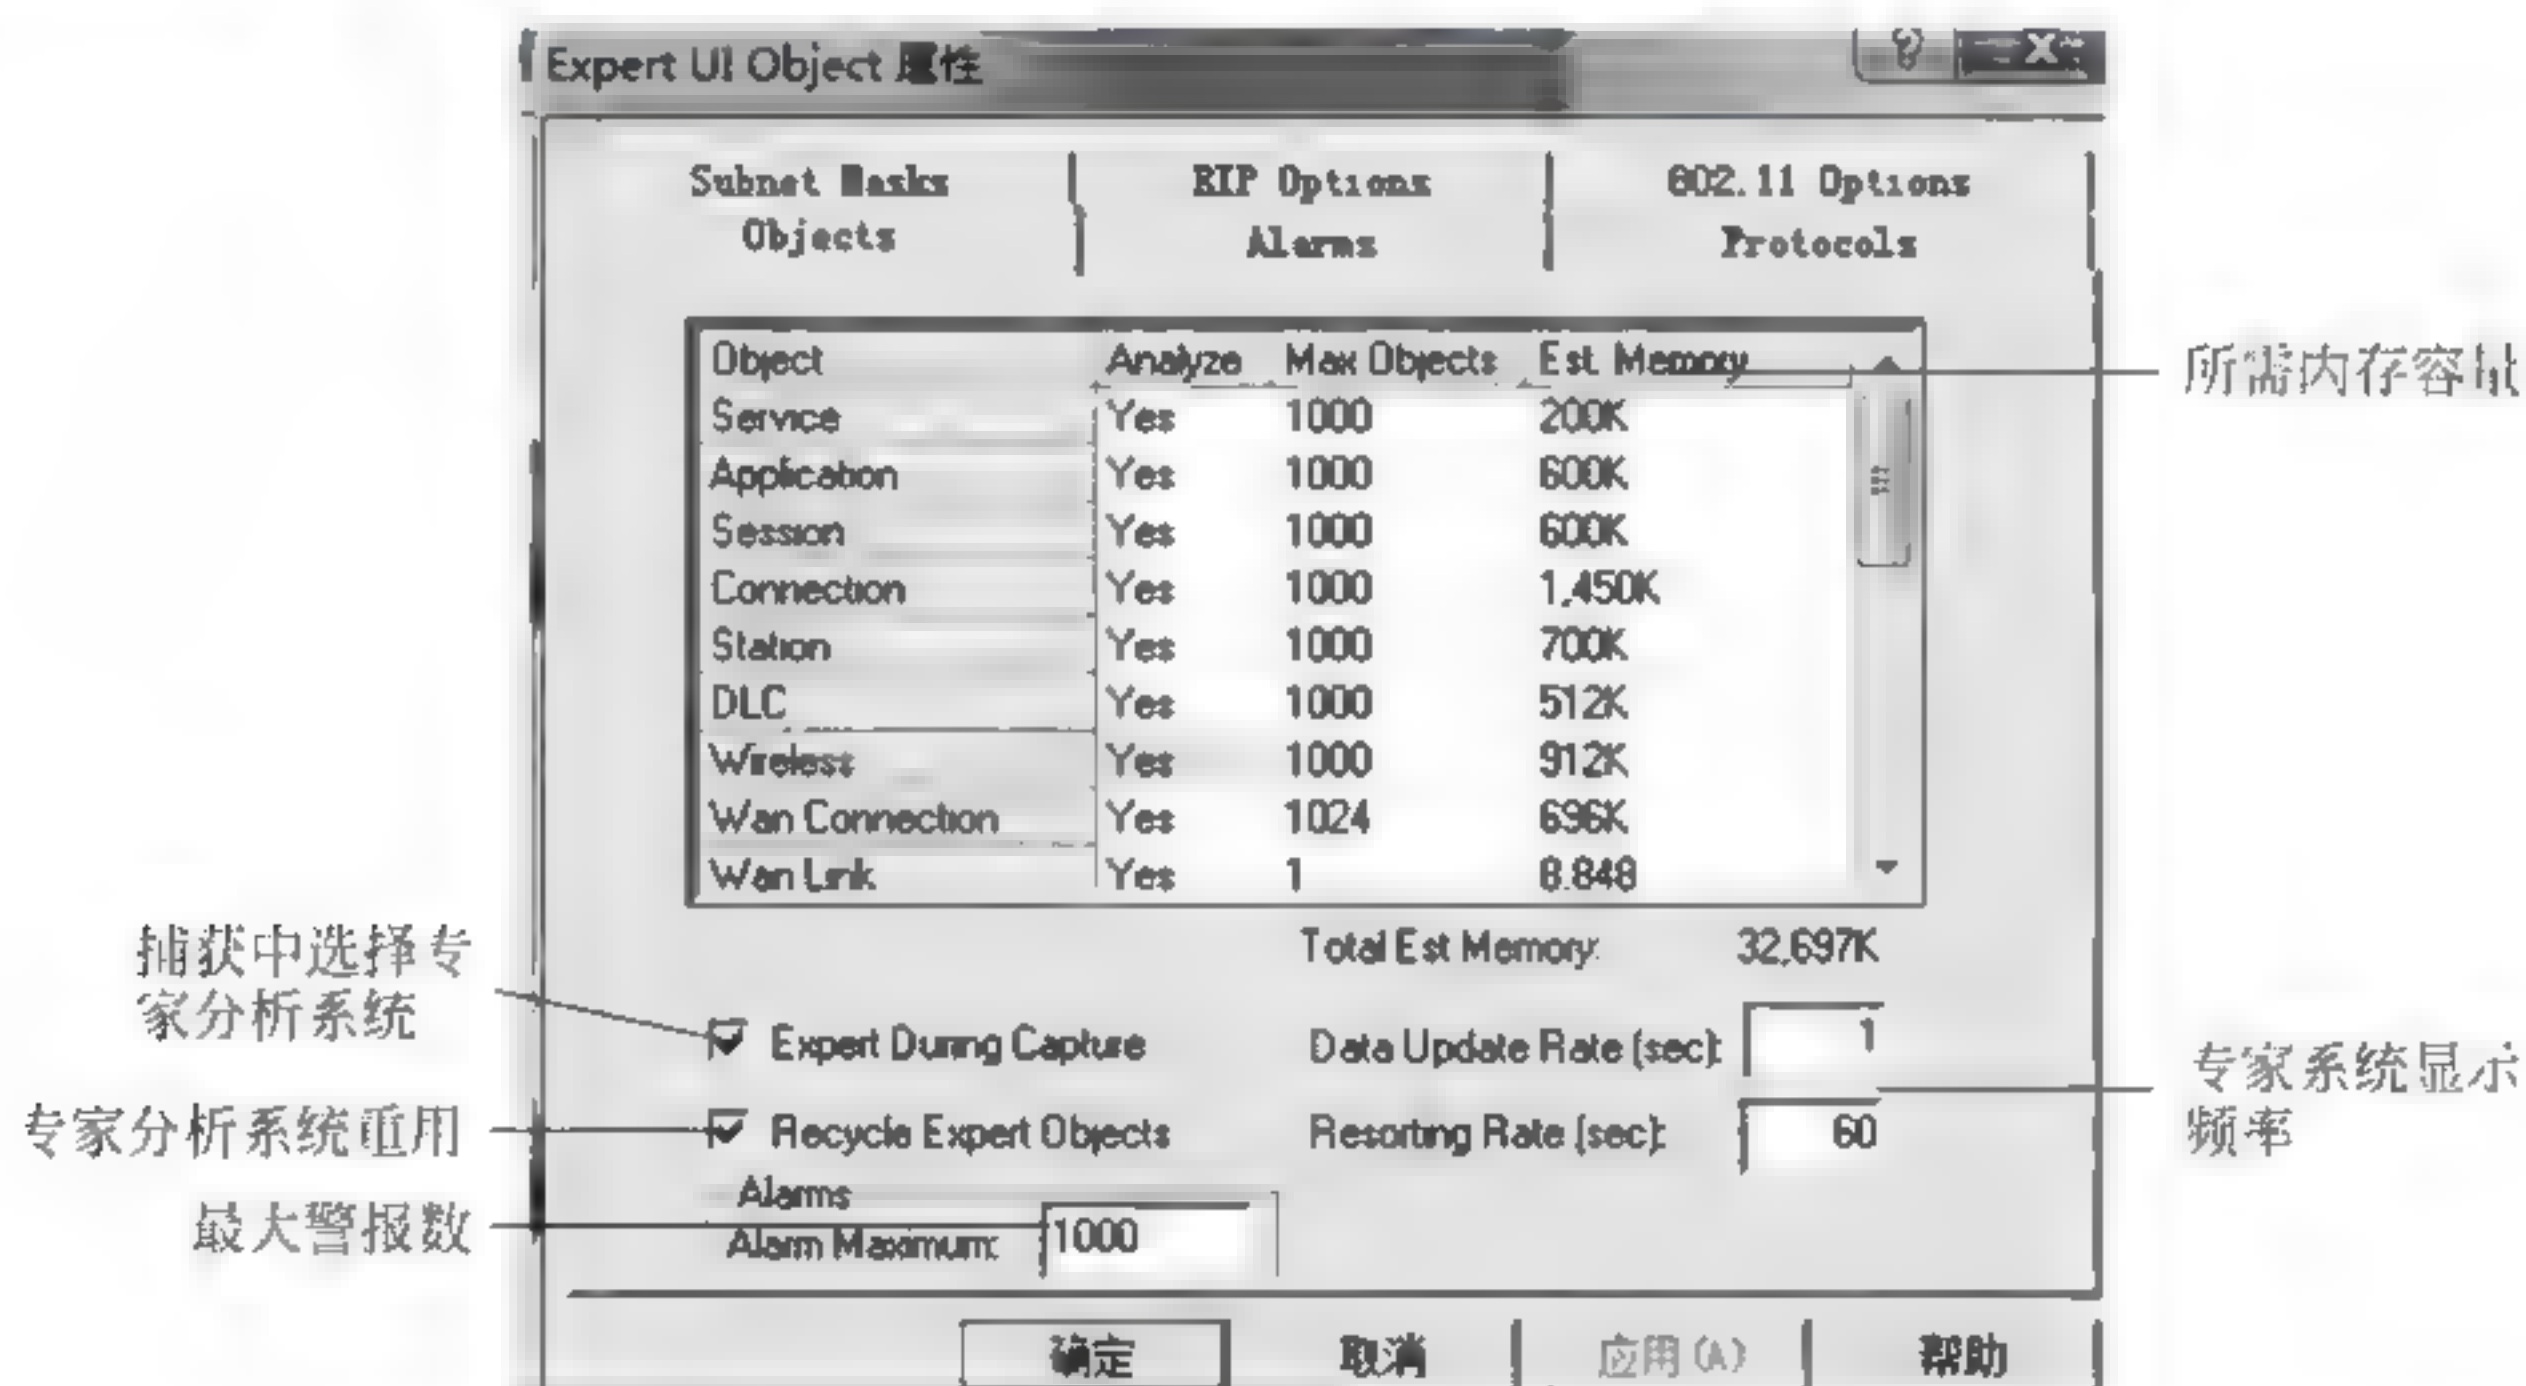 Expert UI Object 属性
Subnet Masks
RIP Options
802.11 Options
Objects
Alarms
Protocols
Object Analyze Max Objects Est. Memory
Service Yes 1000 200K
Application Yes 1000 600K
Session Yes 1000 600K
Connection Yes 1000 1,450K
Station Yes 1000 700K
DLC Yes 1000 512K
Wireless Yes 1000 912K
Wan Connection Yes 1024 696K
Wan Link Yes 1 8.848
所需内存容量
Total Est Memory: 32,697K
捕获中选择专
家分析系统
Expert During Capture
Data Update Rate (sec): 1
专家系统显示
频率
专家分析系统重用
Recycle Expert Objects
Resorting Rate (sec): 60
Alarms
最大警报数
Alarm Maximum: 1000
确定
取消
应用(A)
帮助